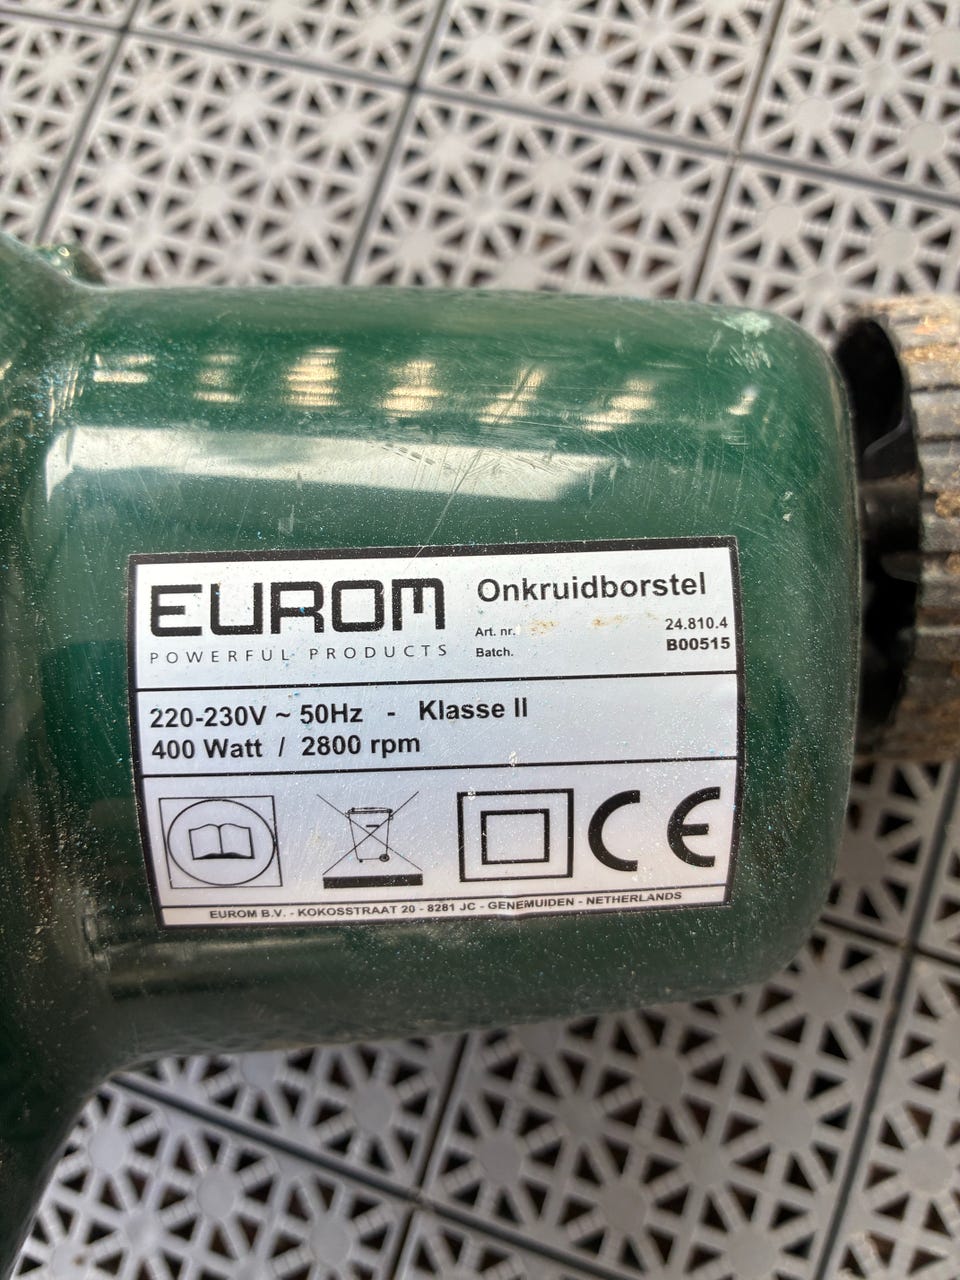 EUROM
POWERFUL PRODUCTS
Onkruidborstel
Art. nr. 24.810.4
Batch. B00515
220-230V ~ 50Hz - Klasse II
400 Watt / 2800 rpm
CE
EUROM B.V. - KOKOSSTRAAT 20 - 8281 JC - GENEMUIDEN - NETHERLANDS